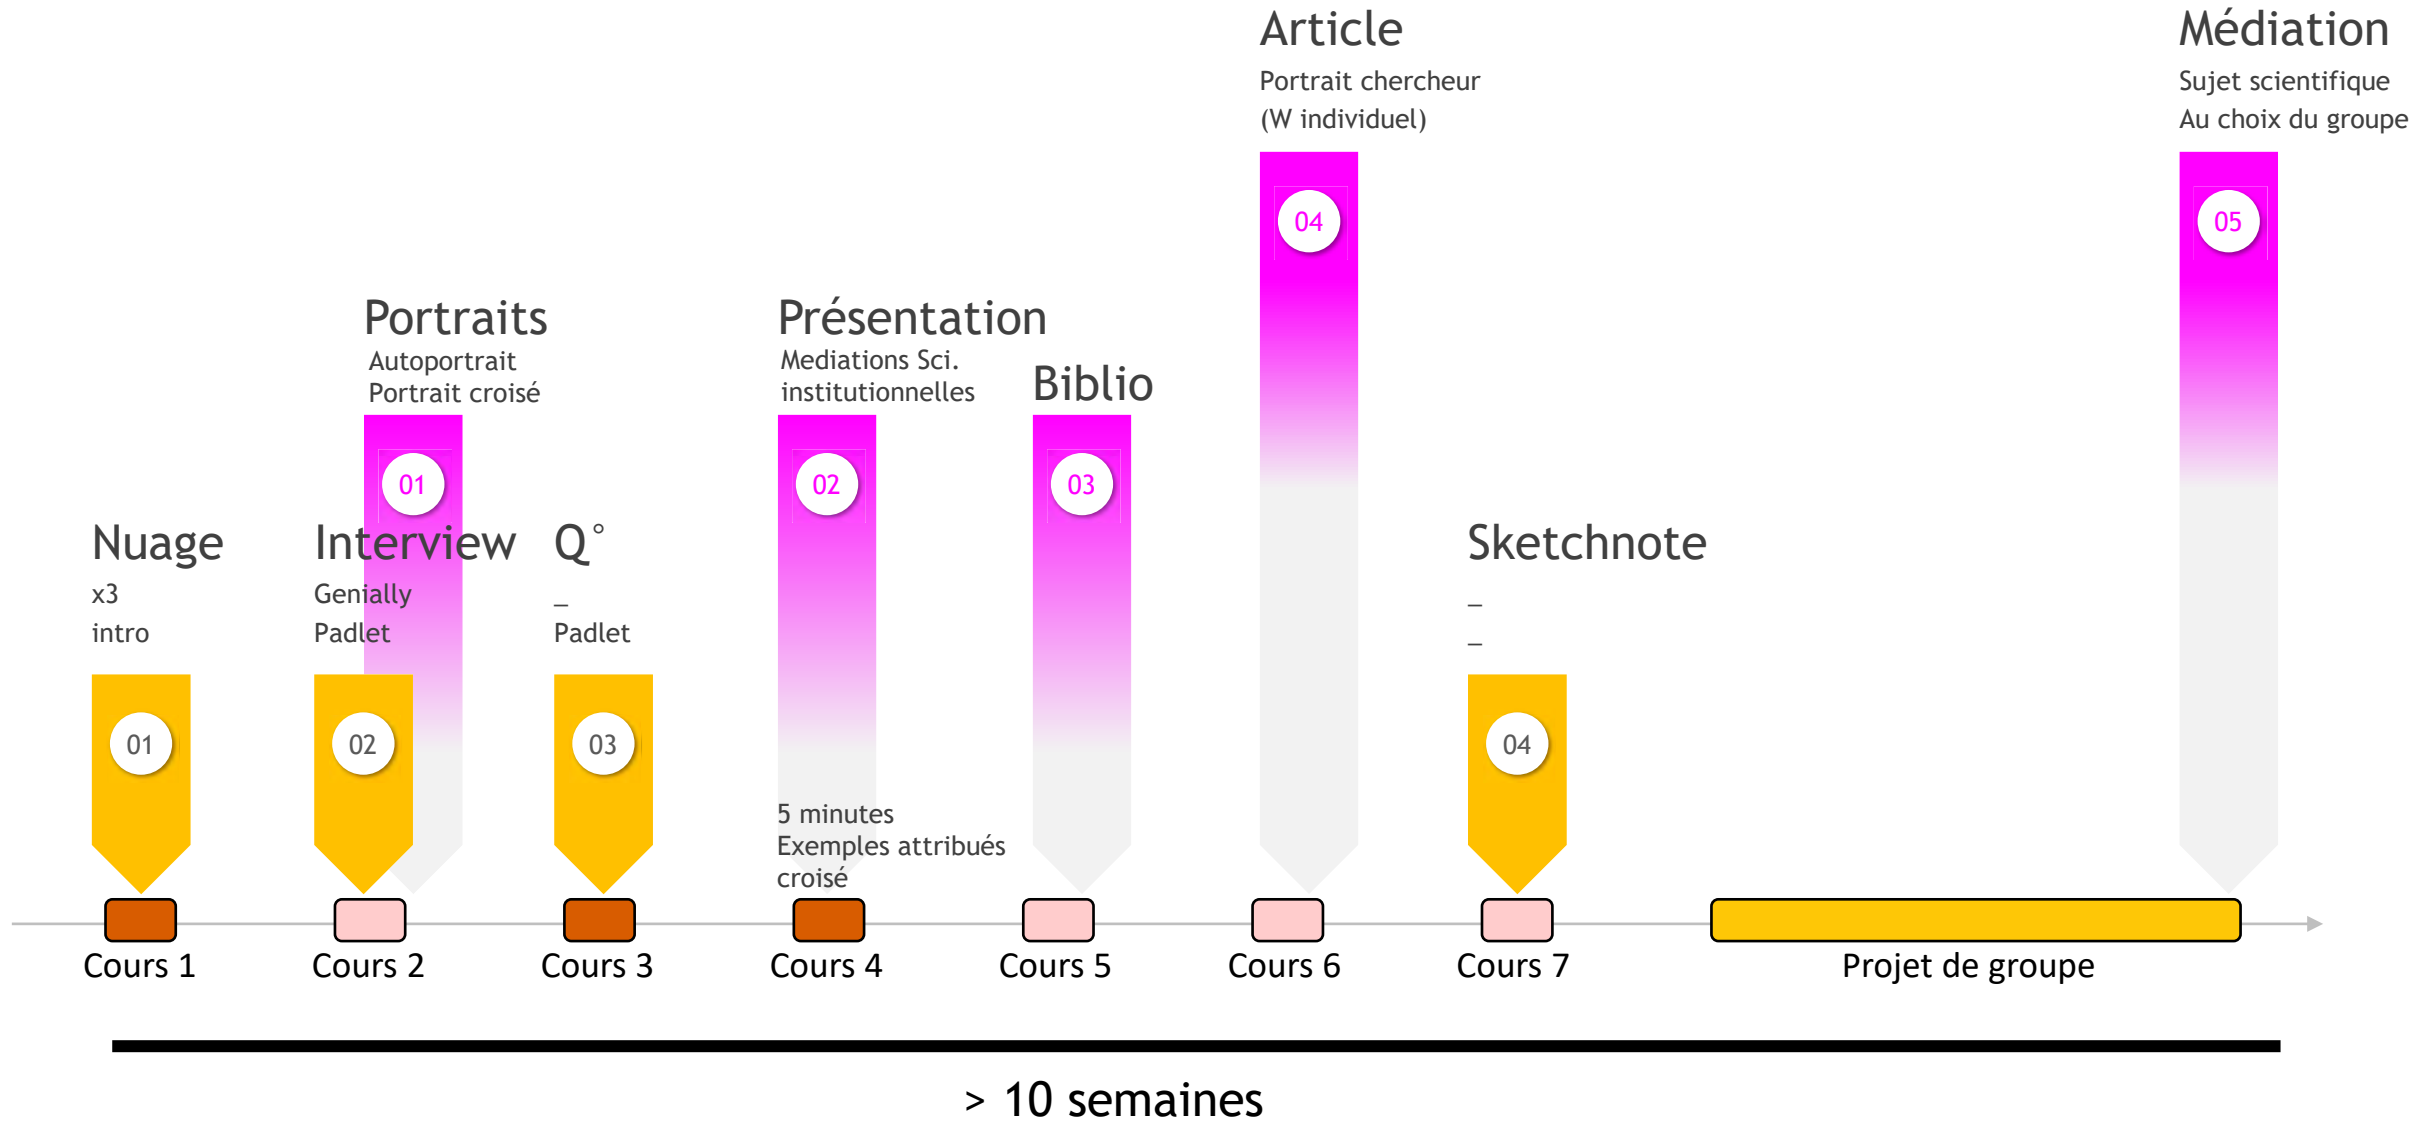 Article
Portrait chercheur
(W individuel)
04
Médiation
Sujet scientifique
Au choix du groupe
05
Portraits
Autoportrait
Portrait croisé
01
Présentation
Mediations Sci.
institutionnelles
02
Biblio
03
Nuage
x3
intro
01
Interview
Genially
Padlet
02
Q°
_
Padlet
03
5 minutes
Exemples attribués
croisé
Sketchnote
_
_
04
Cours 1
Cours 2
Cours 3
Cours 4
Cours 5
Cours 6
Cours 7
Projet de groupe
> 10 semaines